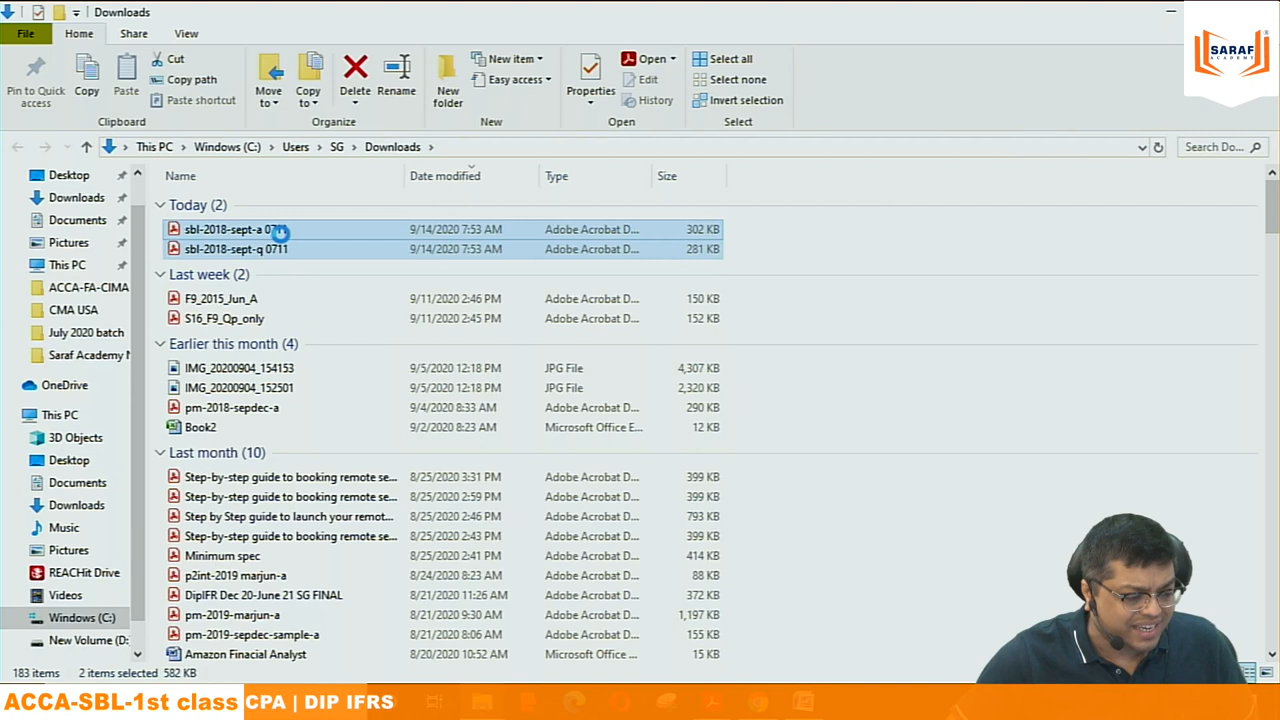 Downloads
File Home Share View
Pin to Quick access
Copy
Paste
Cut
Copy path
Paste shortcut
Clipboard
Move to
Copy to
Delete
Rename
Organize
New folder
New item
Easy access
New
Properties
Open
Edit
History
Open
Select all
Select none
Invert selection
Select
SARAF
ACADEMY
This PC Windows (C:) Users SG Downloads
Search Do...
Desktop
Downloads
Documents
Pictures
This PC
ACCA-FA-CIMA
CMA USA
July 2020 batch
Saraf Academy N
OneDrive
This PC
3D Objects
Desktop
Documents
Downloads
Music
Pictures
REACHit Drive
Videos
Windows (C:)
New Volume (D:
Name Date modified Type Size
Today (2)
sbl-2018-sept-a 0711 9/14/2020 7:53 AM Adobe Acrobat D... 302 KB
sbl-2018-sept-q 0711 9/14/2020 7:53 AM Adobe Acrobat D... 281 KB
Last week (2)
F9_2015_Jun_A 9/11/2020 2:46 PM Adobe Acrobat D... 150 KB
S16_F9_Qp_only 9/11/2020 2:45 PM Adobe Acrobat D... 152 KB
Earlier this month (4)
IMG_20200904_154153 9/5/2020 12:18 PM JPG File 4,307 KB
IMG_20200904_152501 9/5/2020 12:18 PM JPG File 2,320 KB
pm-2018-sepdec-a 9/4/2020 8:33 AM Adobe Acrobat D... 290 KB
Book2 9/2/2020 8:23 AM Microsoft Office E... 12 KB
Last month (10)
Step-by-step guide to booking remote se... 8/25/2020 3:31 PM Adobe Acrobat D... 399 KB
Step-by-step guide to booking remote se... 8/25/2020 2:59 PM Adobe Acrobat D... 399 KB
Step by Step guide to launch your remot... 8/25/2020 2:46 PM Adobe Acrobat D... 793 KB
Step-by-step guide to booking remote se... 8/25/2020 2:43 PM Adobe Acrobat D... 399 KB
Minimum spec 8/25/2020 2:41 PM Adobe Acrobat D... 414 KB
p2int-2019 marjun-a 8/24/2020 8:23 AM Adobe Acrobat D... 88 KB
DipIFR Dec 20-June 21 SG FINAL 8/21/2020 11:26 AM Adobe Acrobat D... 372 KB
pm-2019-marjun-a 8/21/2020 9:30 AM Adobe Acrobat D... 1,197 KB
pm-2019-sepdec-sample-a 8/21/2020 8:06 AM Adobe Acrobat D... 155 KB
Amazon Finacial Analyst 8/20/2020 10:52 AM Microsoft Office... 15 KB
183 items 2 items selected 582 KB
ACCA-SBL-1st class CPA | DIP IFRS